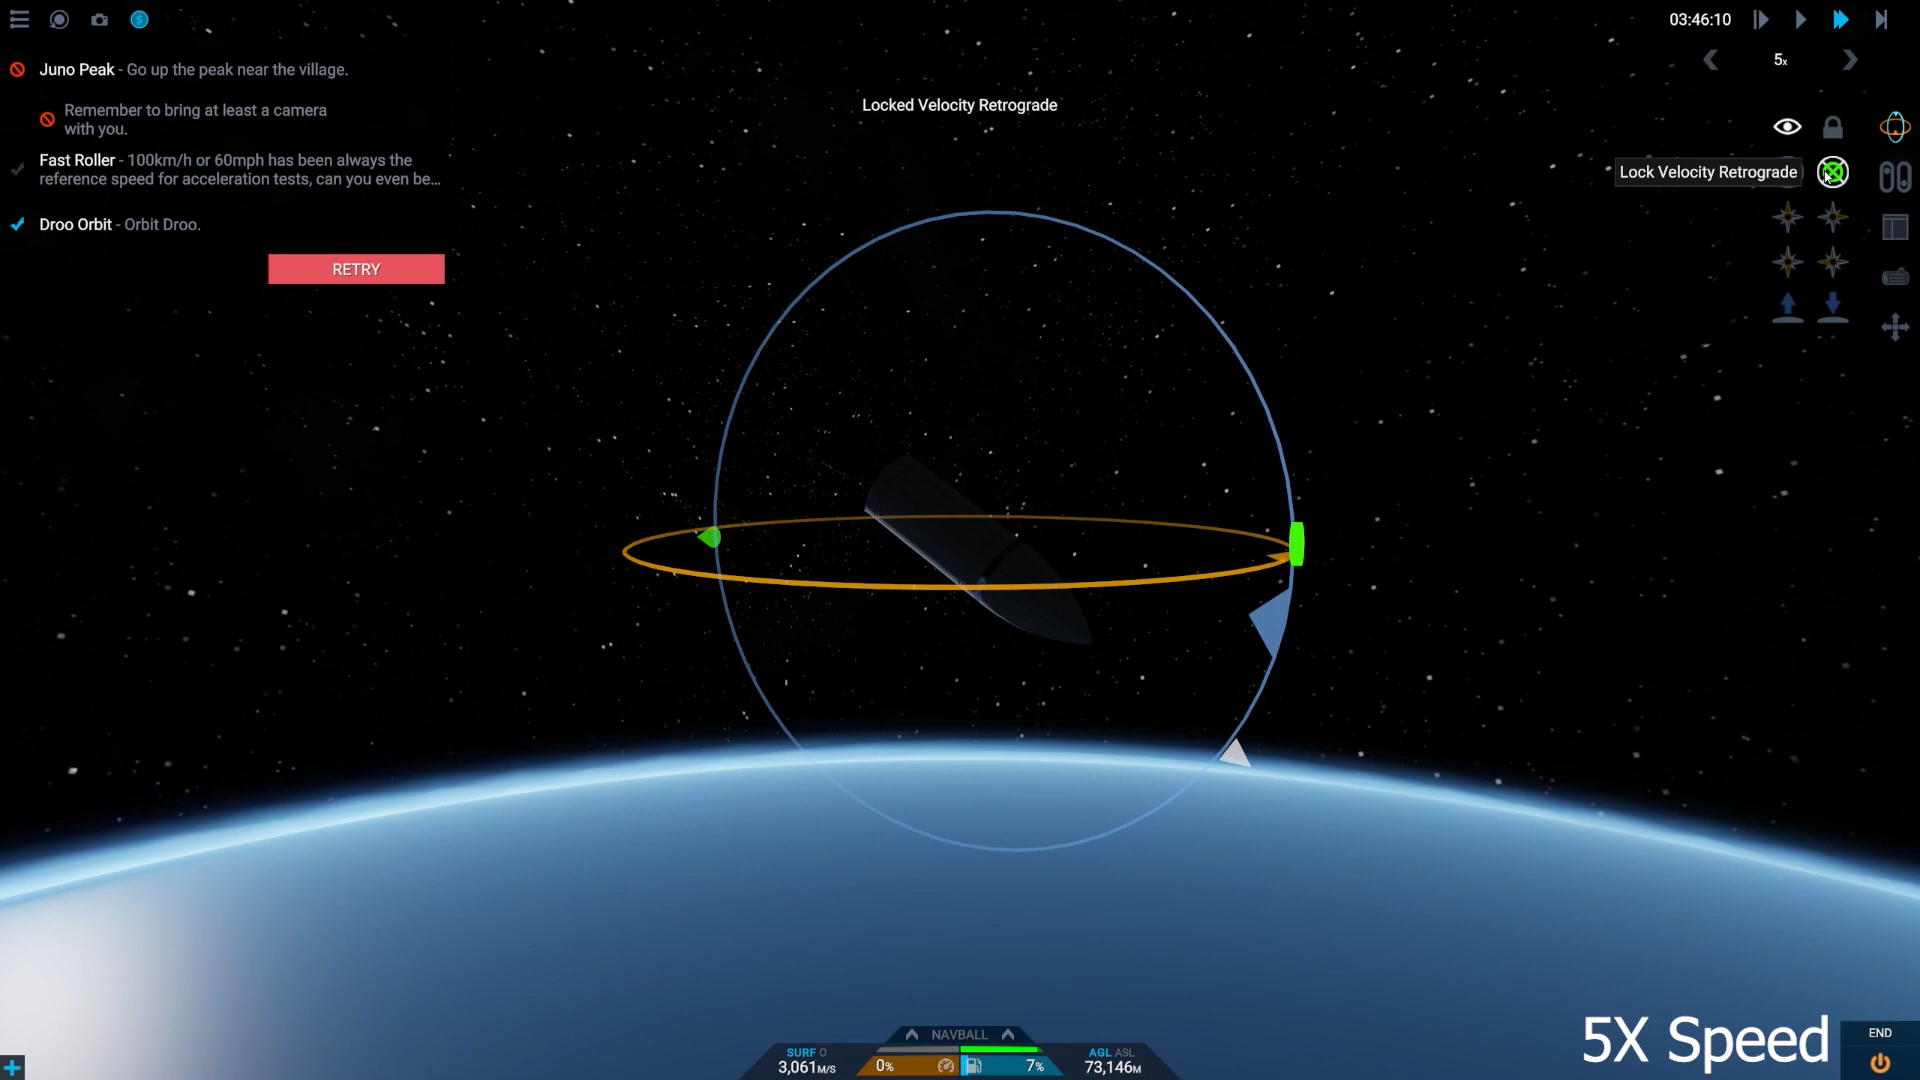 03:46:10
5x
Juno Peak - Go up the peak near the village.
Remember to bring at least a camera
with you.
Fast Roller - 100km/h or 60mph has been always the
reference speed for acceleration tests, can you even be...
Droo Orbit - Orbit Droo.
RETRY
Locked Velocity Retrograde
Lock Velocity Retrograde
NAVBALL
SURF O
3,061M/S
0%
7%
AGL ASL
73,146M
5X Speed
END